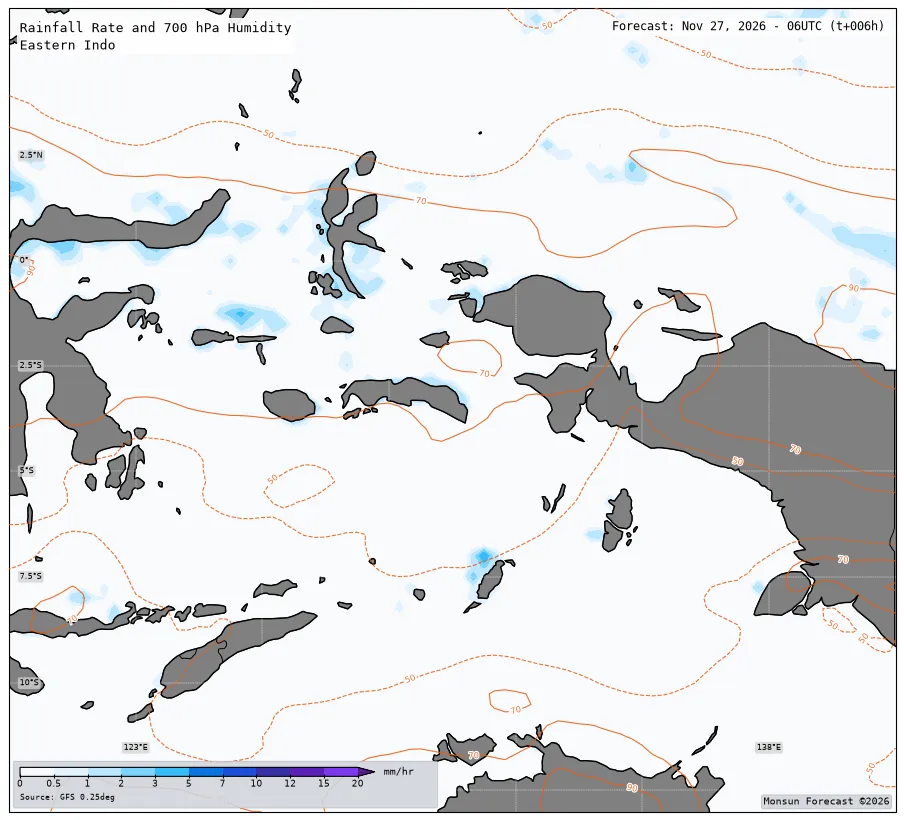 Rainfall Rate and 700 hPa Humidity
Eastern Indo
Forecast: Nov 27, 2026 - 06UTC (t+006h)
50
50
50
2.5°N
70
0°
90
90
2.5°S
70
70
50
5°S
50
7.5°S
70
70
50
50
10°S
50
70
123°E
138°E
70
50
90
mm/hr
0 0.5 1 2 3 5 7 10 12 15 20
Source: GFS 0.25deg
Monsun Forecast ©2026